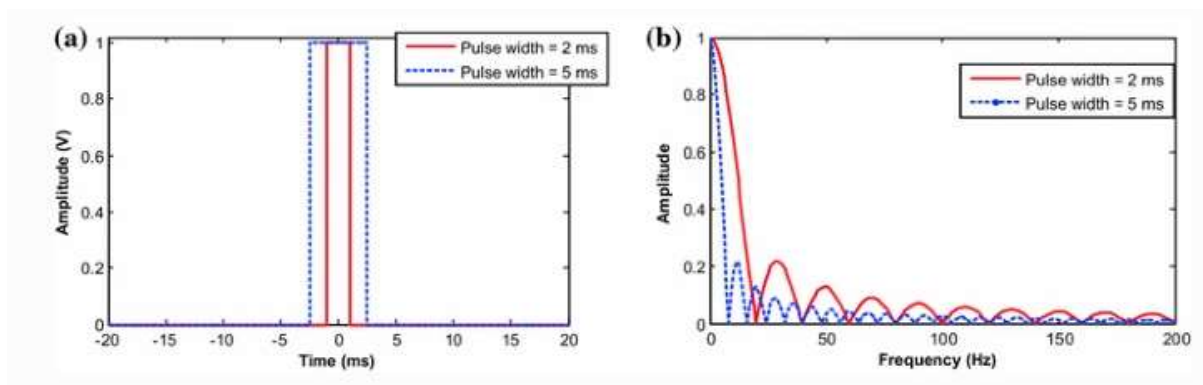 (a)
Pulse width = 2 ms
Pulse width = 5 ms
Amplitude (V)
1
0.8
0.6
0.4
0.2
0
-20 -15 -10 -5 0 5 10 15 20
Time (ms)
(b)
Pulse width = 2 ms
Pulse width = 5 ms
Amplitude
1
0.8
0.6
0.4
0.2
0
0 50 100 150 200
Frequency (Hz)